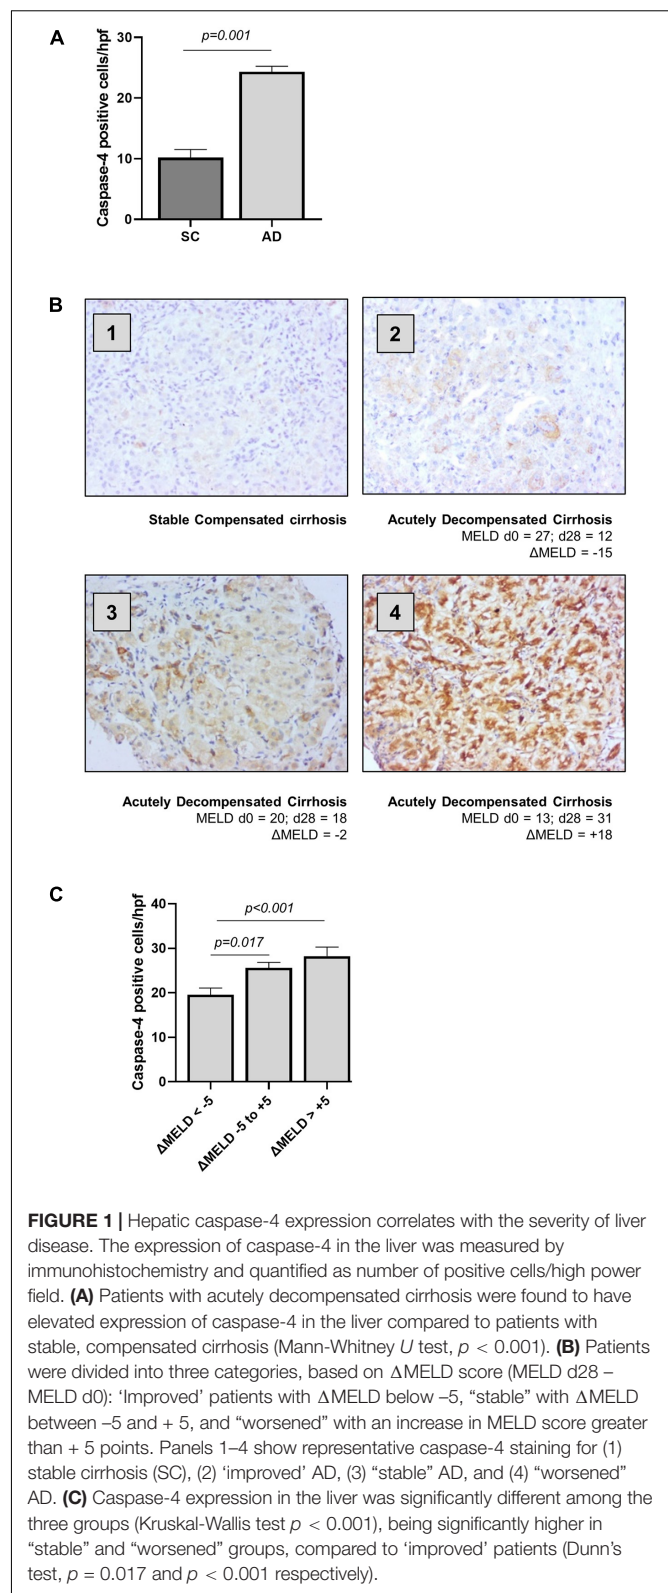 A
Caspase-4 positive cells/hpf
30
20
10
0
p=0.001
SC
AD
B
1
2
Stable Compensated cirrhosis
Acutely Decompensated Cirrhosis
MELD d0 = 27; d28 = 12
ΔMELD = -15
3
4
Acutely Decompensated Cirrhosis
MELD d0 = 20; d28 = 18
ΔMELD = -2
Acutely Decompensated Cirrhosis
MELD d0 = 13; d28 = 31
ΔMELD = +18
C
Caspase-4 positive cells/hpf
40
30
20
10
0
p<0.001
p=0.017
ΔMELD < -5
ΔMELD -5 to +5
ΔMELD > +5
FIGURE 1 | Hepatic caspase-4 expression correlates with the severity of liver
disease. The expression of caspase-4 in the liver was measured by
immunohistochemistry and quantified as number of positive cells/high power
field. (A) Patients with acutely decompensated cirrhosis were found to have
elevated expression of caspase-4 in the liver compared to patients with
stable, compensated cirrhosis (Mann-Whitney U test, p < 0.001). (B) Patients
were divided into three categories, based on ΔMELD score (MELD d28 –
MELD d0): ‘Improved’ patients with ΔMELD below –5, “stable” with ΔMELD
between –5 and + 5, and “worsened” with an increase in MELD score greater
than + 5 points. Panels 1–4 show representative caspase-4 staining for (1)
stable cirrhosis (SC), (2) ‘improved’ AD, (3) “stable” AD, and (4) “worsened”
AD. (C) Caspase-4 expression in the liver was significantly different among the
three groups (Kruskal-Wallis test p < 0.001), being significantly higher in
“stable” and “worsened” groups, compared to ‘improved’ patients (Dunn’s
test, p = 0.017 and p < 0.001 respectively).